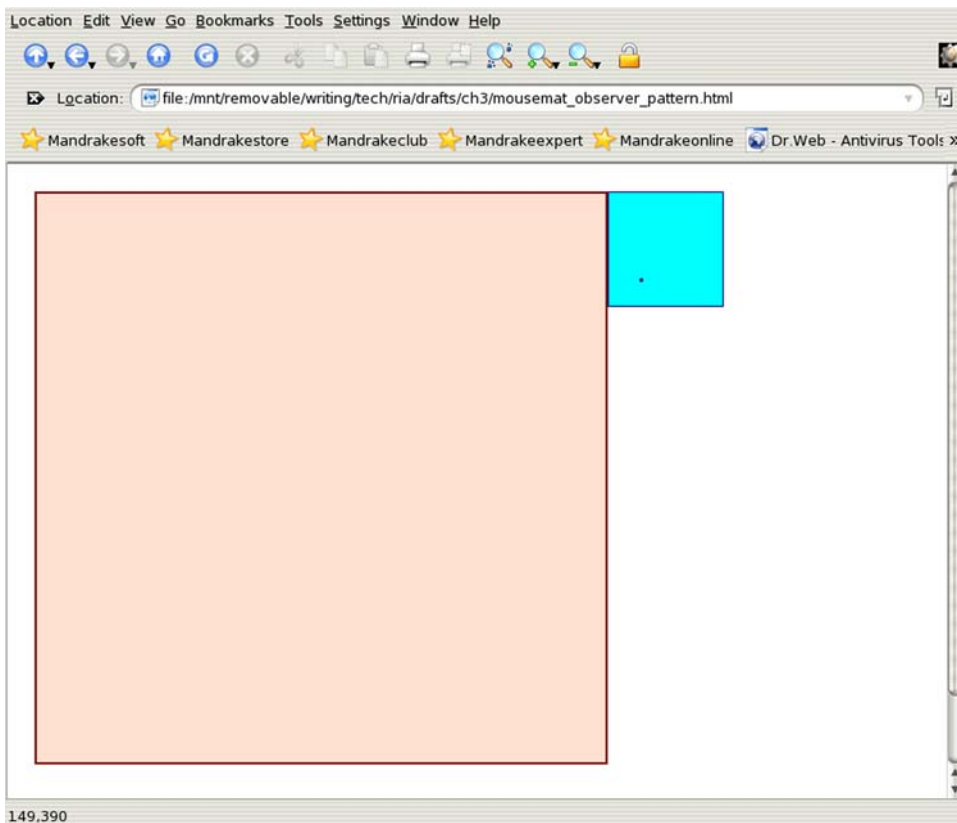 Location Edit View Go Bookmarks Tools Settings Window Help
Location: file:/mnt/removable/writing/tech/ria/drafts/ch3/mousemat_observer_pattern.html
Mandrakesoft Mandrakestore Mandrakeclub Mandrakeexpert Mandrakeonline Dr.Web - Antivirus Tools »
149,390